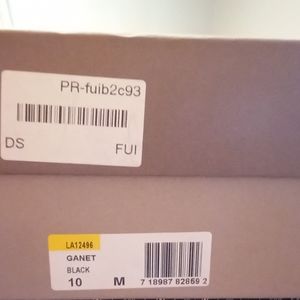 PR-fuib2c93
DS FUI
LA12496
GANET
BLACK
10 M 7 18987 82859 2